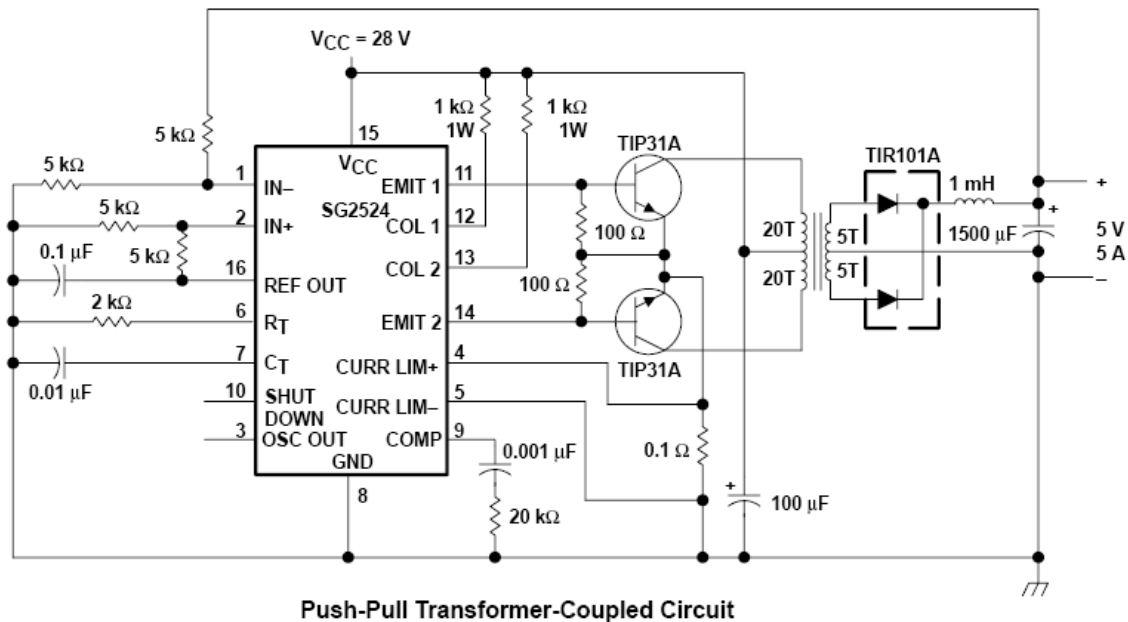 VCC = 28 V
5 kΩ
1 kΩ
1W
1 kΩ
1W
15
VCC
SG2524
5 kΩ
1
IN–
5 kΩ
2
IN+
0.1 µF
5 kΩ
16
REF OUT
2 kΩ
6
RT
0.01 µF
7
CT
10
SHUT
DOWN
3
OSC OUT
GND
8
EMIT 1
11
COL 1
12
COL 2
13
EMIT 2
14
CURR LIM+
4
CURR LIM–
5
COMP
9
0.001 µF
20 kΩ
TIP31A
100 Ω
100 Ω
TIP31A
0.1 Ω
+
100 µF
20T
20T
5T
5T
TIR101A
1 mH
+
1500 µF
+
5 V
5 A
–
Push-Pull Transformer-Coupled Circuit